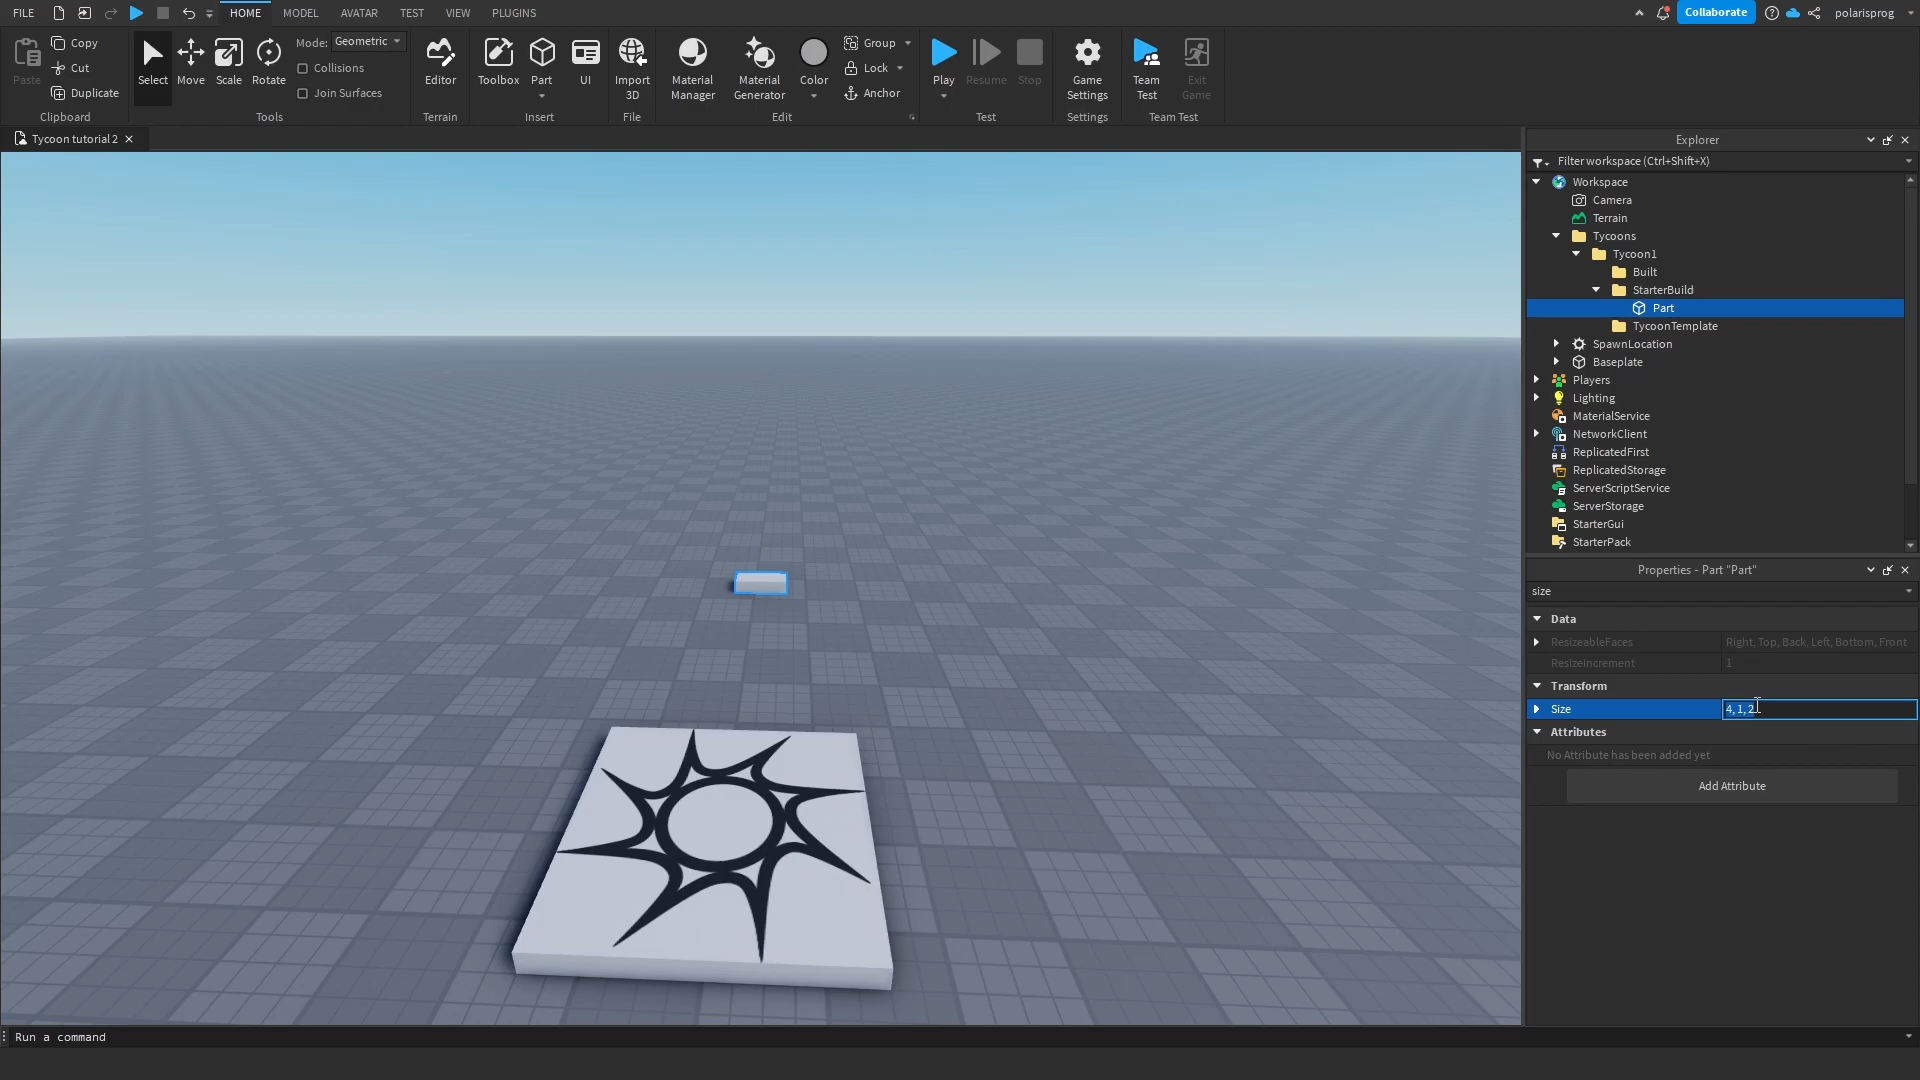 FILE
HOME
MODEL
AVATAR
TEST
VIEW
PLUGINS
Collaborate
polarisprog
Paste
Copy
Cut
Duplicate
Clipboard
Select
Move
Scale
Rotate
Mode: Geometric
Collisions
Join Surfaces
Tools
Editor
Terrain
Toolbox
Part
UI
Insert
Import
3D
File
Material
Manager
Material
Generator
Color
Group
Lock
Anchor
Edit
Play
Resume
Stop
Test
Game
Settings
Settings
Team
Test
Exit
Game
Team Test
Tycoon tutorial 2
Explorer
Filter workspace (Ctrl+Shift+X)
Workspace
Camera
Terrain
Tycoons
Tycoon1
Built
StarterBuild
Part
TycoonTemplate
SpawnLocation
Baseplate
Players
Lighting
MaterialService
NetworkClient
ReplicatedFirst
ReplicatedStorage
ServerScriptService
ServerStorage
StarterGui
StarterPack
Properties - Part "Part"
size
Data
ResizeableFaces Right, Top, Back, Left, Bottom, Front
ResizeIncrement 1
Transform
Size 4, 1, 2
Attributes
No Attribute has been added yet
Add Attribute
Run a command